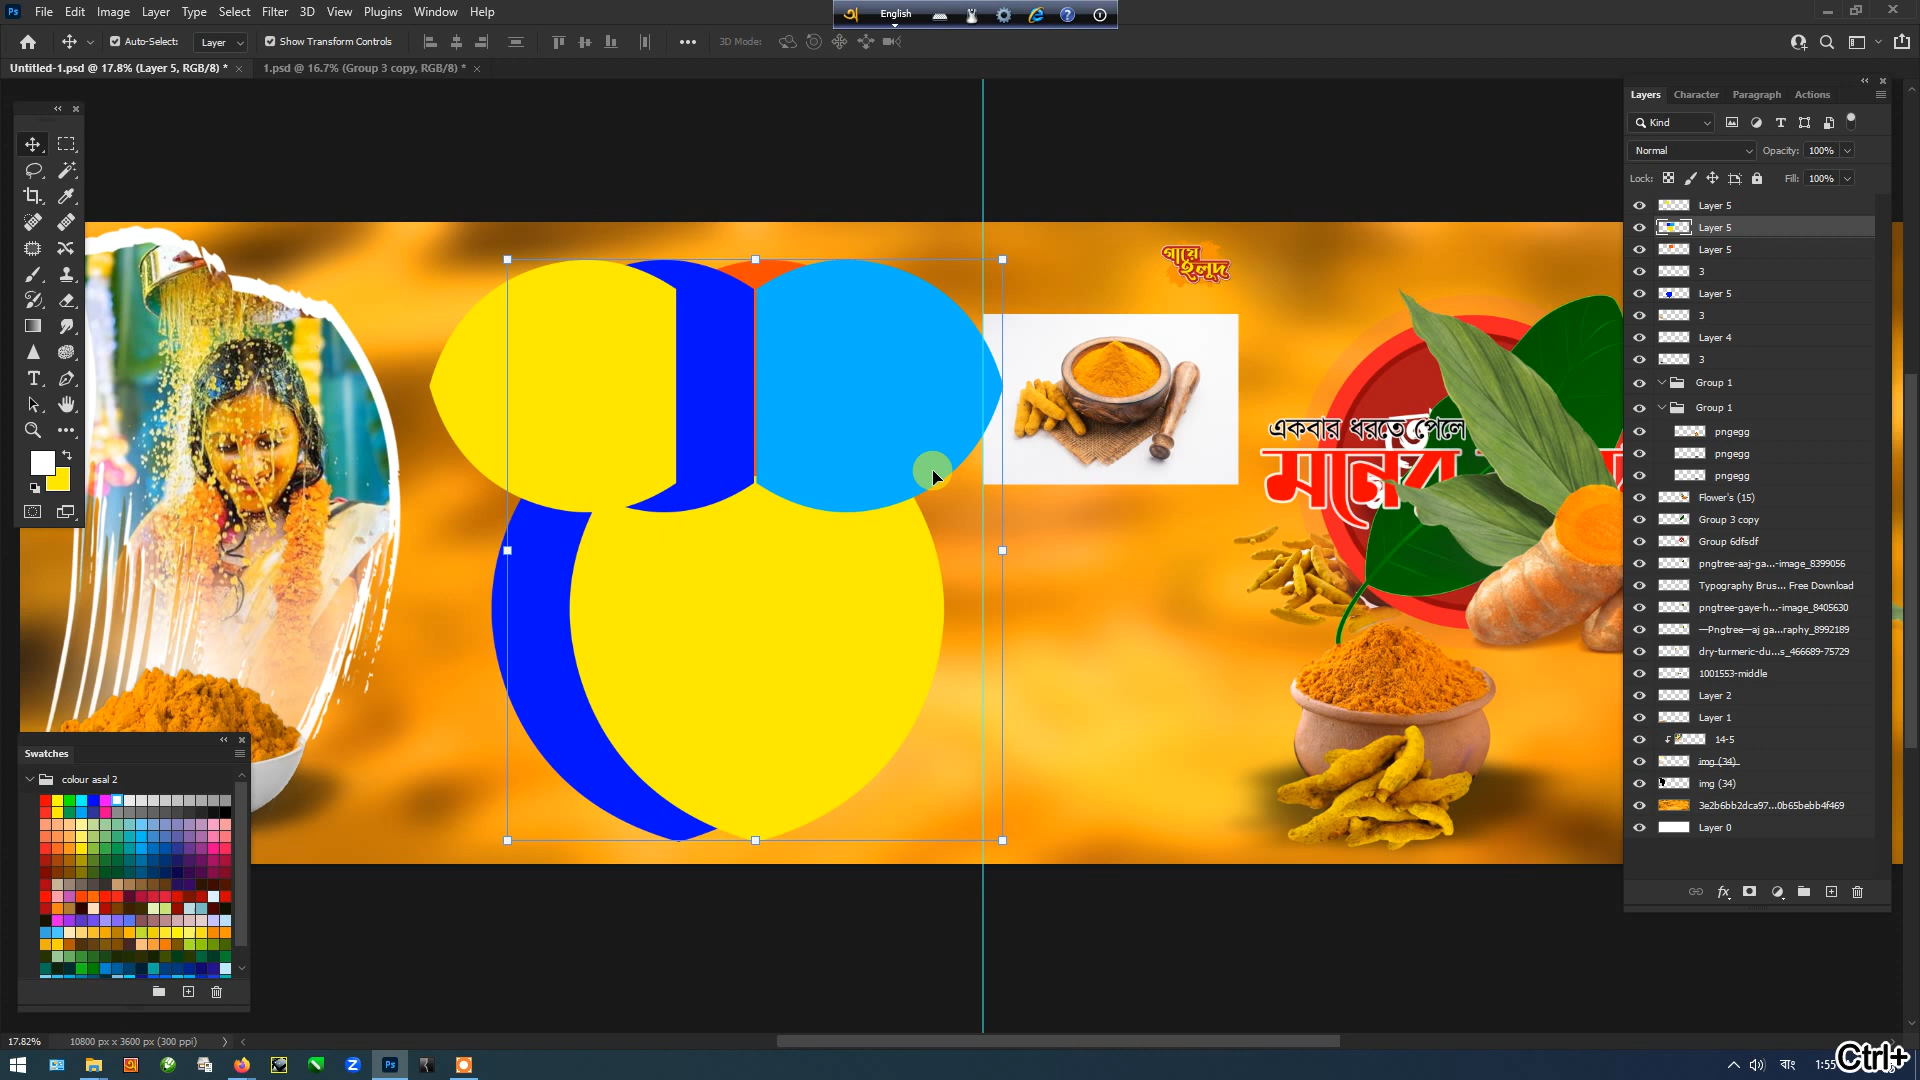 Ps File Edit Image Layer Type Select Filter 3D View Plugins Window Help
English
Auto-Select: Layer Show Transform Controls 3D Mode:
Untitled-1.psd @ 17.8% (Layer 5, RGB/8) * 1.psd @ 16.7% (Group 3 copy, RGB/8) *
Layers Character Paragraph Actions
Kind
Normal Opacity: 100%
Lock: Fill: 100%
Layer 5
Layer 5
Layer 5
3
Layer 5
3
Layer 4
3
Group 1
Group 1
pngegg
pngegg
pngegg
Flower's (15)
Group 3 copy
Group 6dfsdf
pngtree-aaj-ga...-image_8399056
Typography Brus... Free Download
pngtree-gaye-h...-image_8405630
—Pngtree—aj ga...raphy_8992189
dry-turmeric-du...s_466689-75729
1001553-middle
Layer 2
Layer 1
14-5
img (34)
img (34)
3e2b6bb2dca97...0b65bebb4f469
Layer 0
গায়ে
হলুদ
একবার ধরতে পেলে
মনের
Swatches
colour asal 2
17.82% 10800 px x 3600 px (300 ppi)
বাং 1:55
Ctrl+